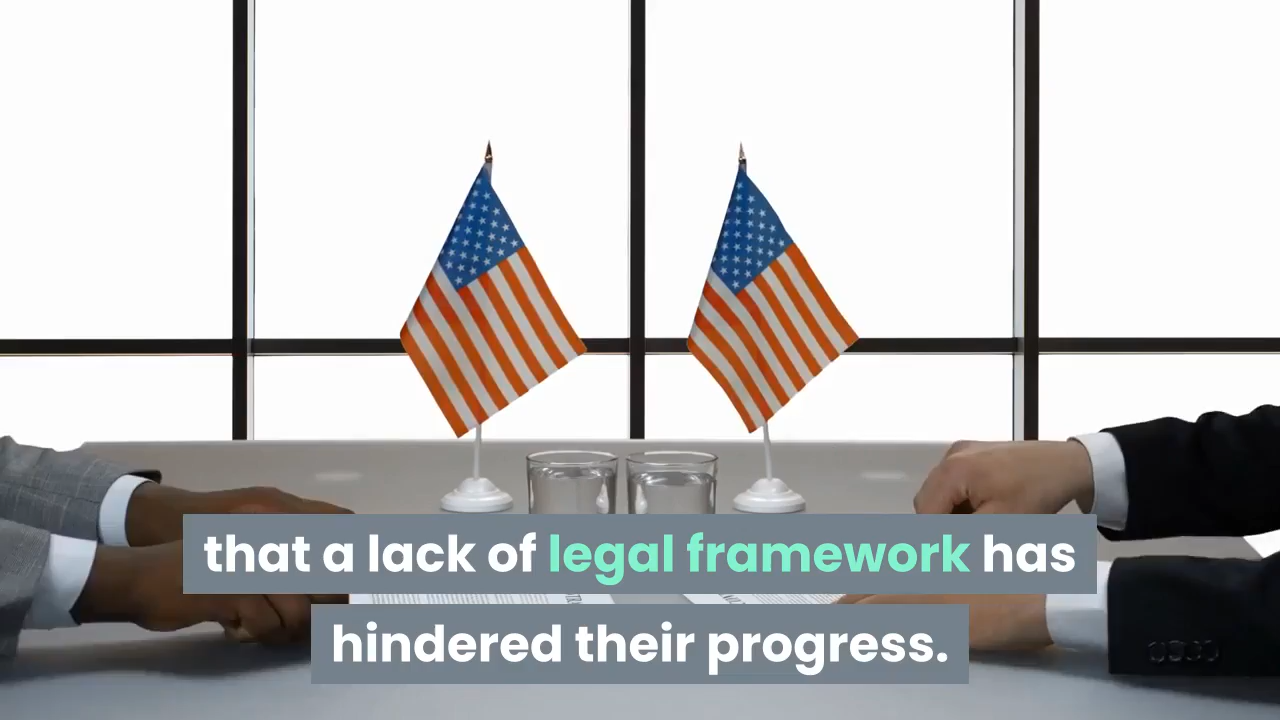 that a lack of legal framework has
hindered their progress.